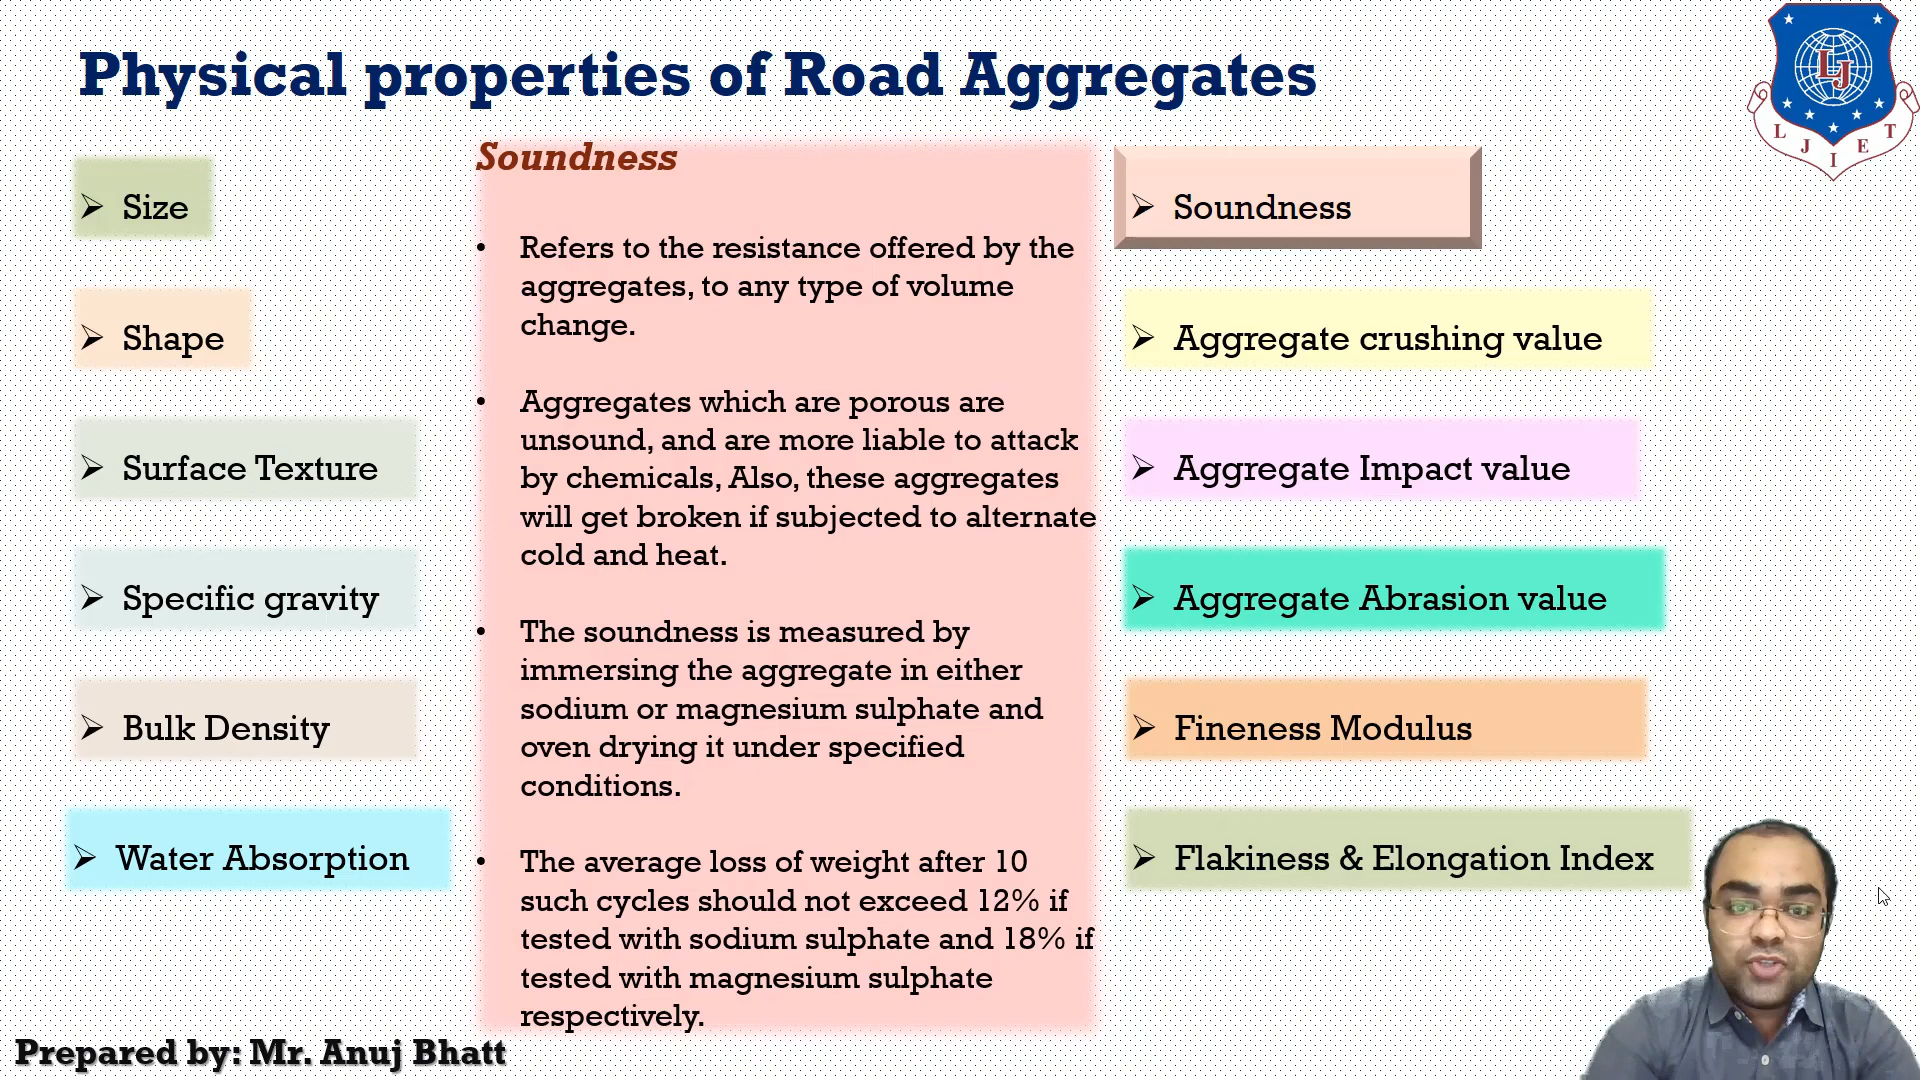 Physical properties of Road Aggregates
LJ
L J I E T
Size
Shape
Surface Texture
Specific gravity
Bulk Density
Water Absorption
Soundness
• Refers to the resistance offered by the
aggregates, to any type of volume
change.
• Aggregates which are porous are
unsound, and are more liable to attack
by chemicals, Also, these aggregates
will get broken if subjected to alternate
cold and heat.
• The soundness is measured by
immersing the aggregate in either
sodium or magnesium sulphate and
oven drying it under specified
conditions.
• The average loss of weight after 10
such cycles should not exceed 12% if
tested with sodium sulphate and 18% if
tested with magnesium sulphate
respectively.
Soundness
Aggregate crushing value
Aggregate Impact value
Aggregate Abrasion value
Fineness Modulus
Flakiness & Elongation Index
Prepared by: Mr. Anuj Bhatt